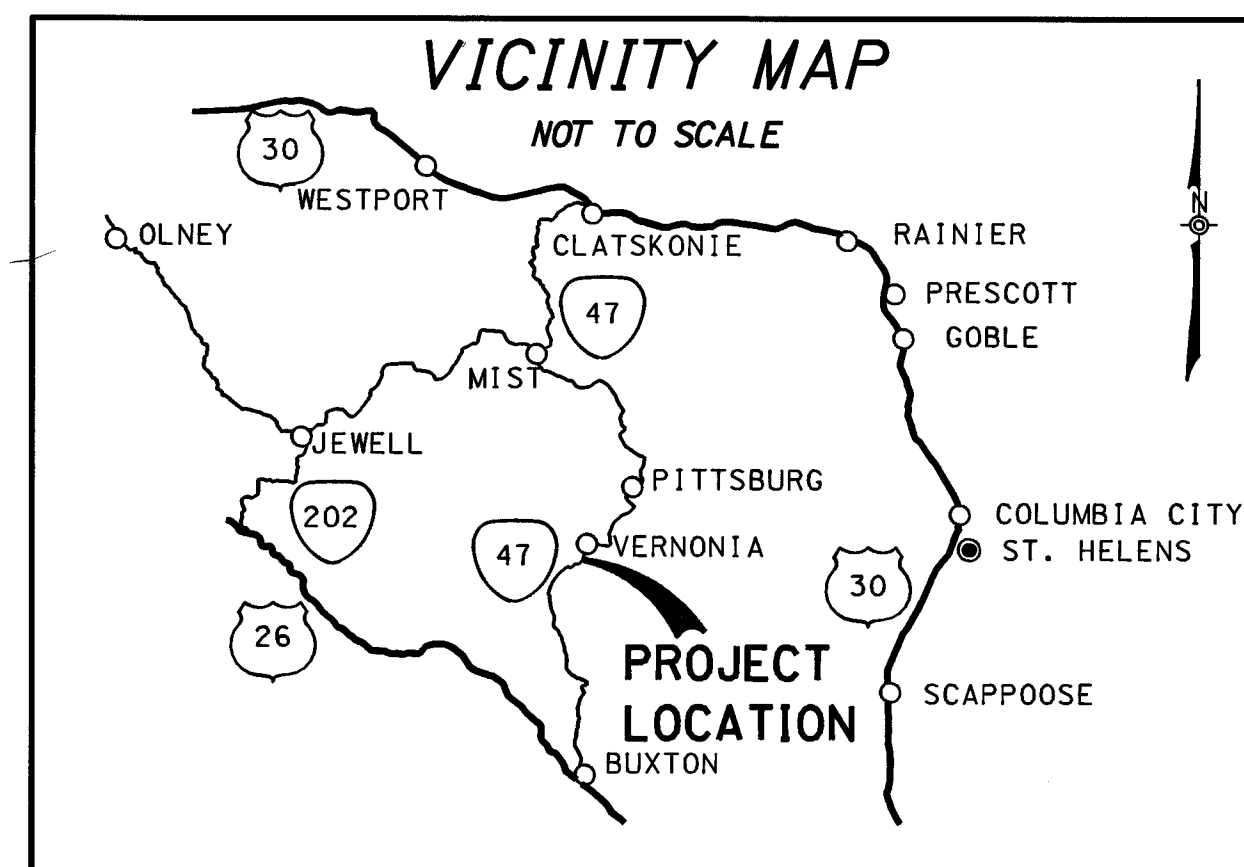 VICINITY MAP
NOT TO SCALE
30
WESTPORT
OLNEY
CLATSKONIE
RAINIER
N
PRESCOTT
47
GOBLE
MIST
JEWELL
PITTSBURG
202
COLUMBIA CITY
47
VERNONIA
ST. HELENS
30
26
PROJECT
LOCATION
SCAPPOOSE
BUXTON